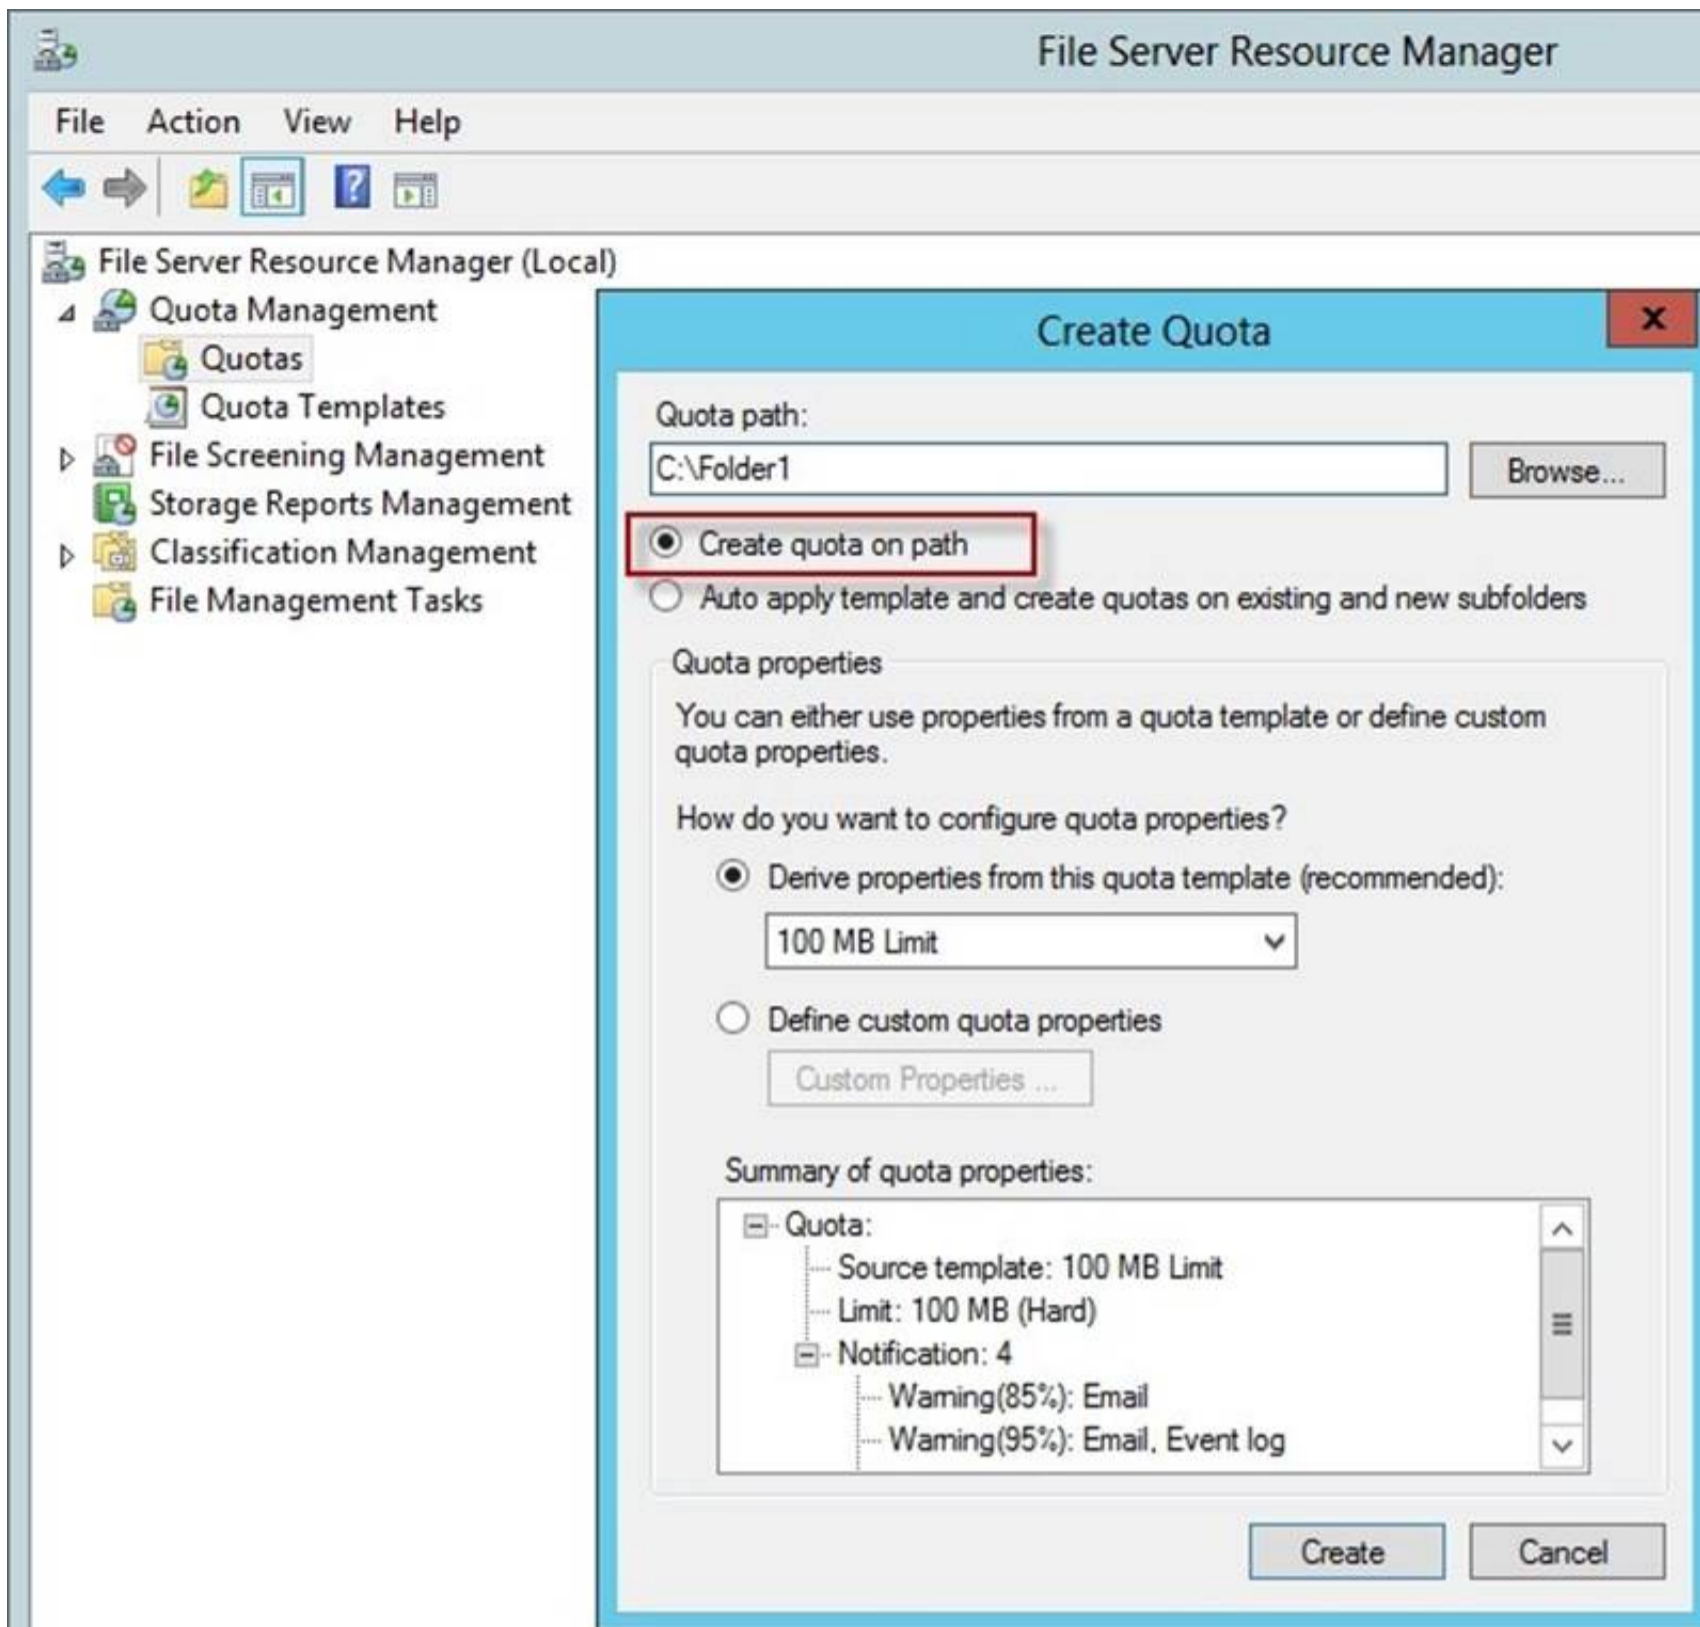 File Server Resource Manager
File Action View Help
File Server Resource Manager (Local)
Quota Management
Quotas
Quota Templates
File Screening Management
Storage Reports Management
Classification Management
File Management Tasks
Create Quota
Quota path:
C:\Folder1
Browse...
Create quota on path
Auto apply template and create quotas on existing and new subfolders
Quota properties
You can either use properties from a quota template or define custom
quota properties.
How do you want to configure quota properties?
Derive properties from this quota template (recommended):
100 MB Limit
Define custom quota properties
Custom Properties ...
Summary of quota properties:
Quota:
Source template: 100 MB Limit
Limit: 100 MB (Hard)
Notification: 4
Warning(85%): Email
Warning(95%): Email, Event log
Create Cancel